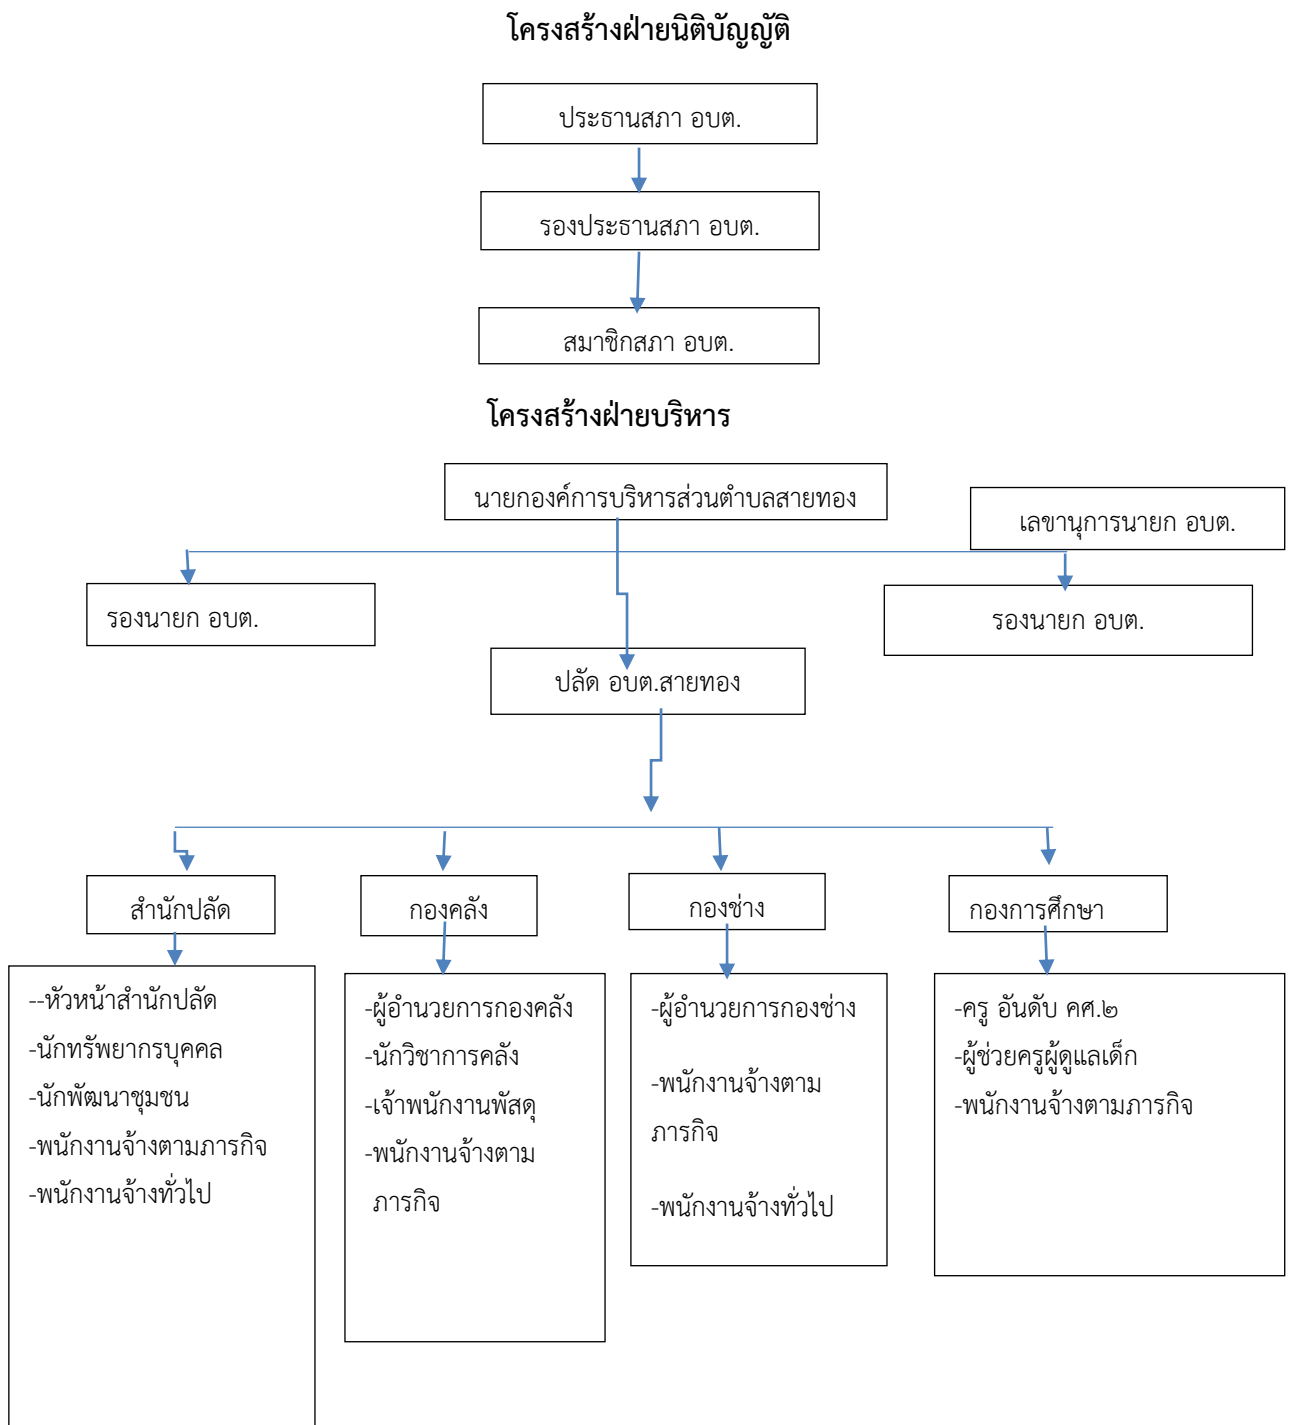 โครงสร้างฝ่ายนิติบัญญัติ
ประธานสภา อบต.
รองประธานสภา อบต.
สมาชิกสภา อบต.
โครงสร้างฝ่ายบริหาร
นายกองค์การบริหารส่วนตำบลสายทอง
เลขานุการนายก อบต.
รองนายก อบต.
รองนายก อบต.
ปลัด อบต.สายทอง
สำนักปลัด
กองคลัง
กองช่าง
กองการศึกษา
--หัวหน้าสำนักปลัด
-นักทรัพยากรบุคคล
-นักพัฒนาชุมชน
-พนักงานจ้างตามภารกิจ
-พนักงานจ้างทั่วไป
-ผู้อำนวยการกองคลัง
-นักวิชาการคลัง
-เจ้าพนักงานพัสดุ
-พนักงานจ้างตาม
ภารกิจ
-ผู้อำนวยการกองช่าง
-พนักงานจ้างตาม
ภารกิจ
-พนักงานจ้างทั่วไป
-ครู อันดับ คศ.๒
-ผู้ช่วยครูผู้ดูแลเด็ก
-พนักงานจ้างตามภารกิจ